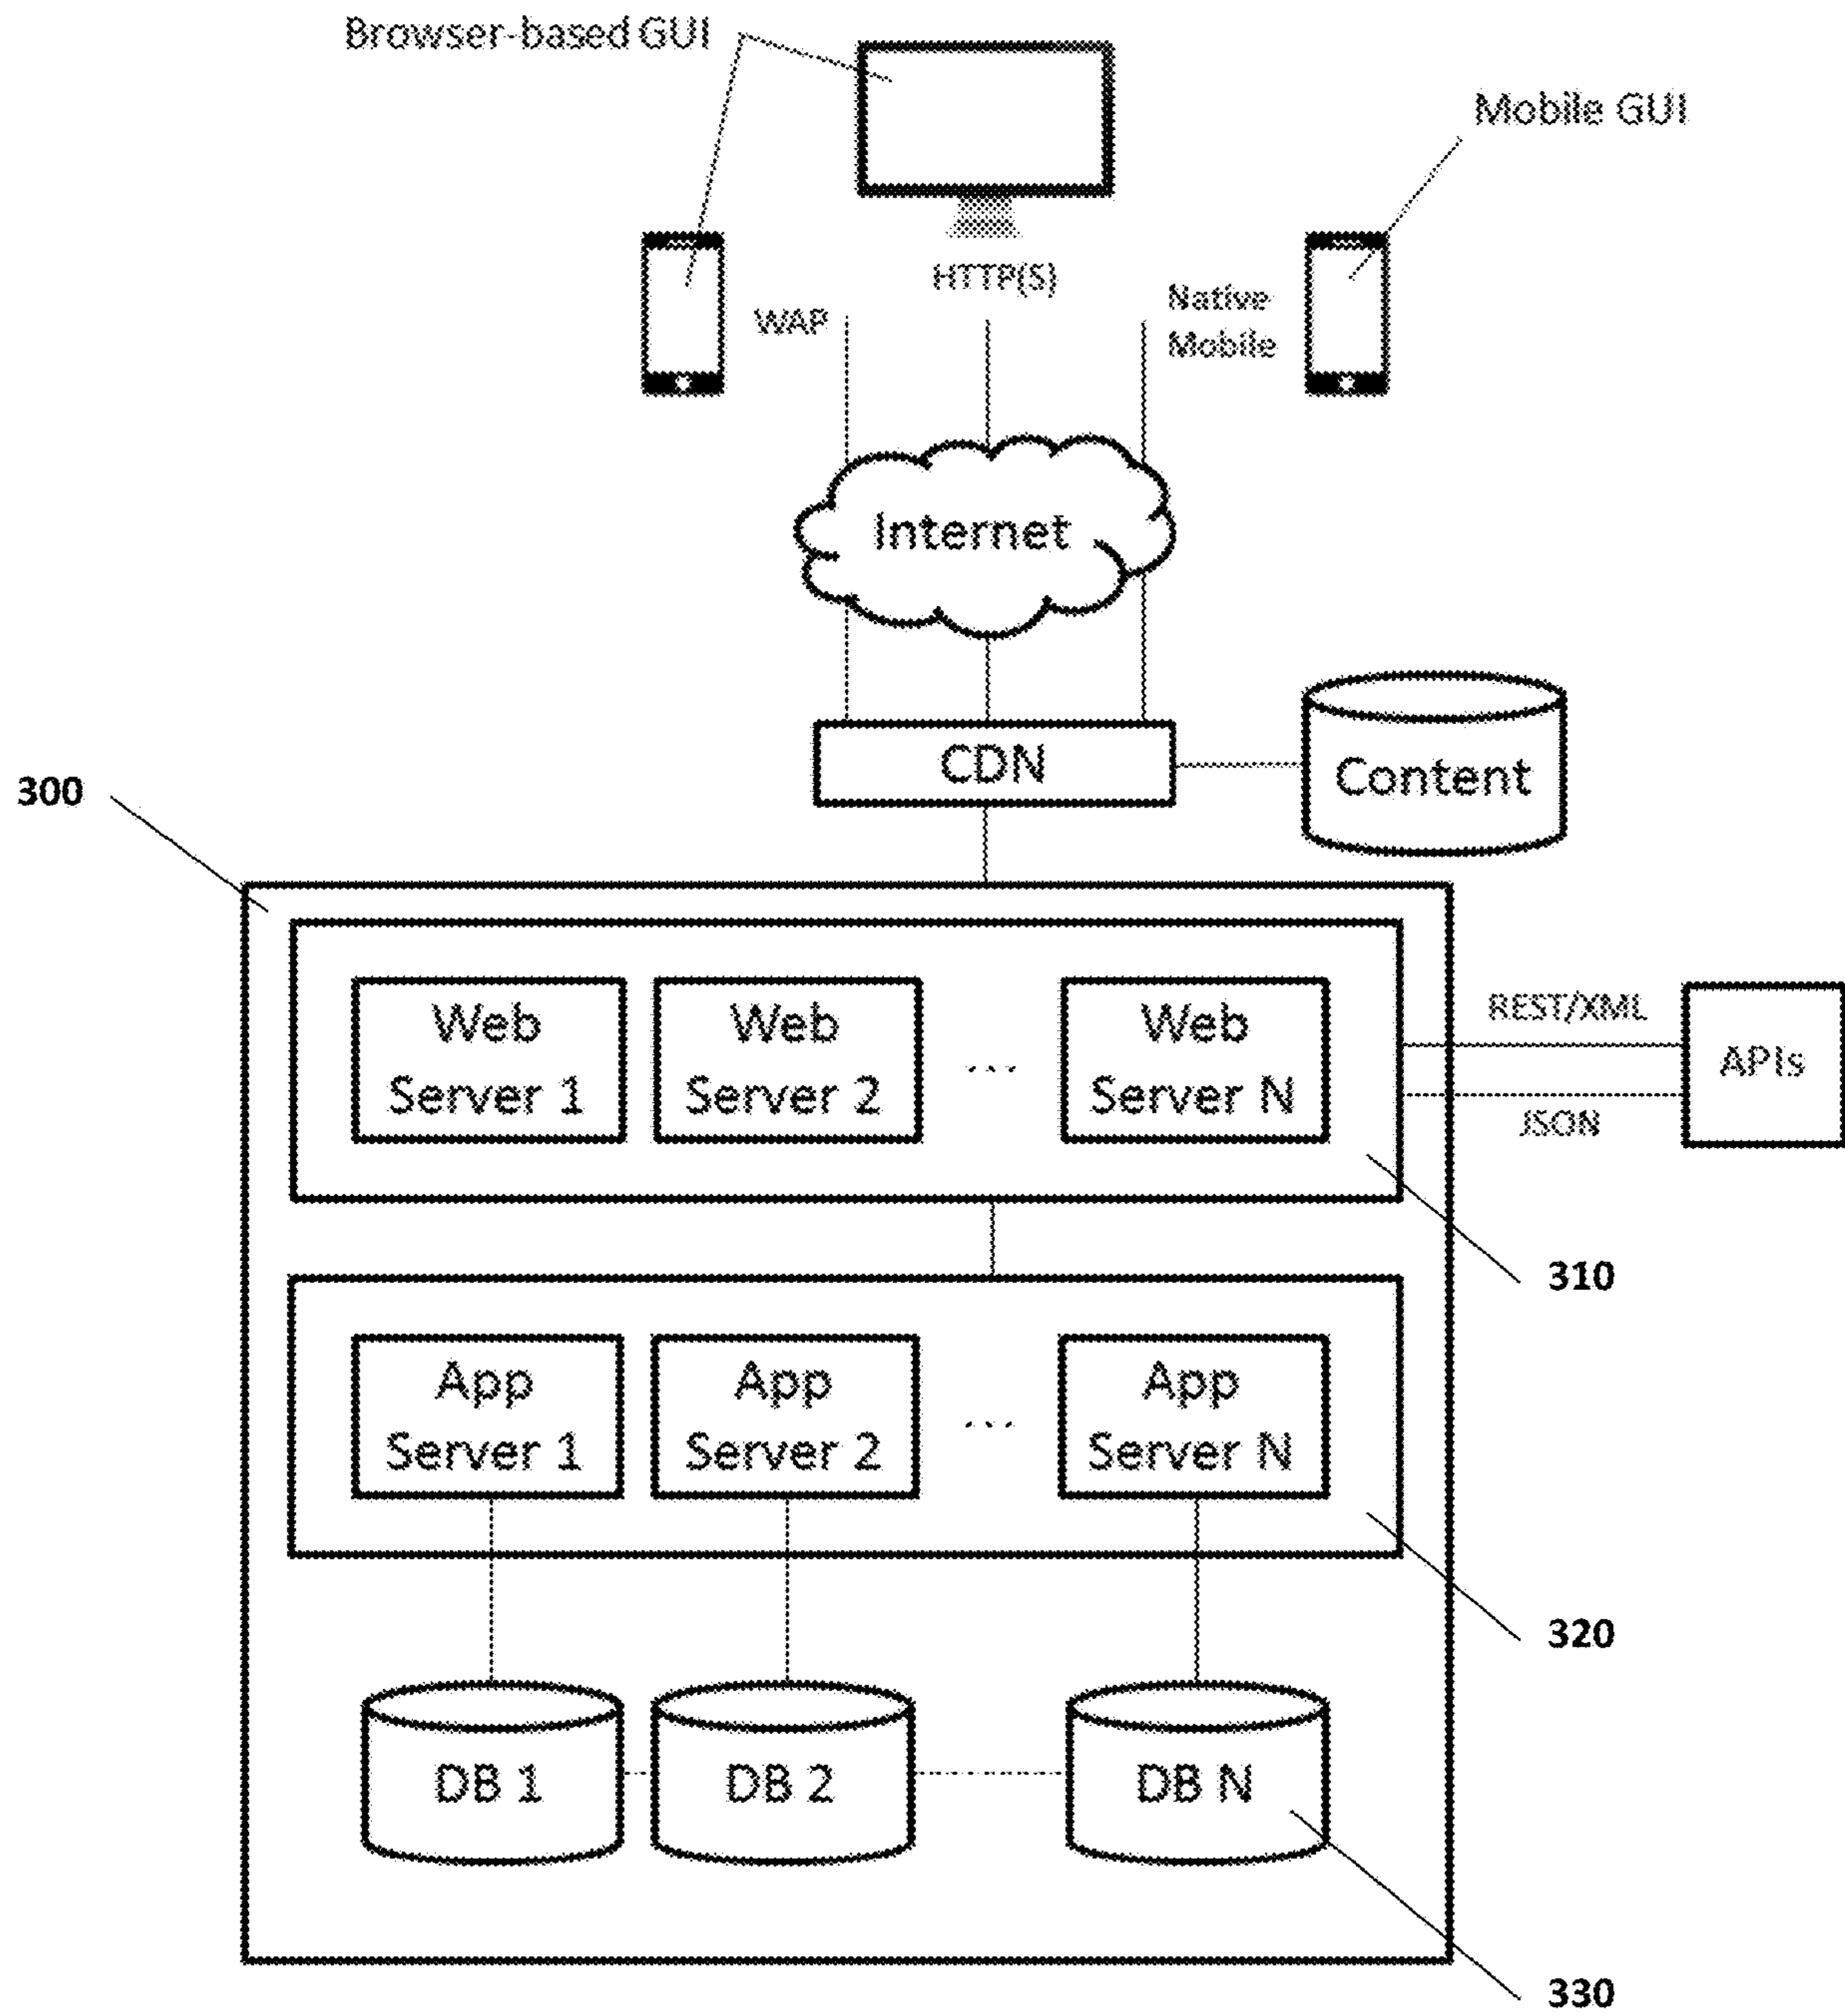 Browser-based GUI
Mobile GUI
HTTP(S)
WAP
Native
Mobile
Internet
CDN
Content
300
Web
Server 1
Web
Server 2
...
Web
Server N
REST/XML
APIs
JSON
310
App
Server 1
App
Server 2
...
App
Server N
320
DB 1
DB 2
DB N
330